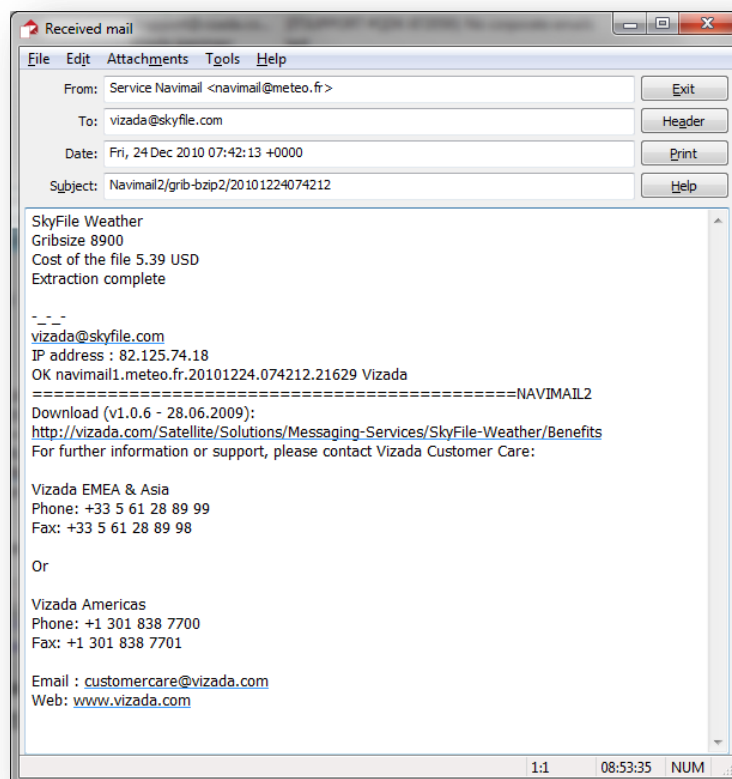 Received mail
File Edit Attachments Tools Help
From: Service Navimail <navimail@meteo.fr> Exit
To: vizada@skyfile.com Header
Date: Fri, 24 Dec 2010 07:42:13 +0000 Print
Subject: Navimail2/grib-bzip2/20101224074212 Help
SkyFile Weather
Gribsize 8900
Cost of the file 5.39 USD
Extraction complete
-_-_-
vizada@skyfile.com
IP address : 82.125.74.18
OK navimail1.meteo.fr.20101224.074212.21629 Vizada
=============================================NAVIMAIL2
Download (v1.0.6 - 28.06.2009):
http://vizada.com/Satellite/Solutions/Messaging-Services/SkyFile-Weather/Benefits
For further information or support, please contact Vizada Customer Care:
Vizada EMEA & Asia
Phone: +33 5 61 28 89 99
Fax: +33 5 61 28 89 98
Or
Vizada Americas
Phone: +1 301 838 7700
Fax: +1 301 838 7701
Email : customercare@vizada.com
Web: www.vizada.com
1:1 08:53:35 NUM